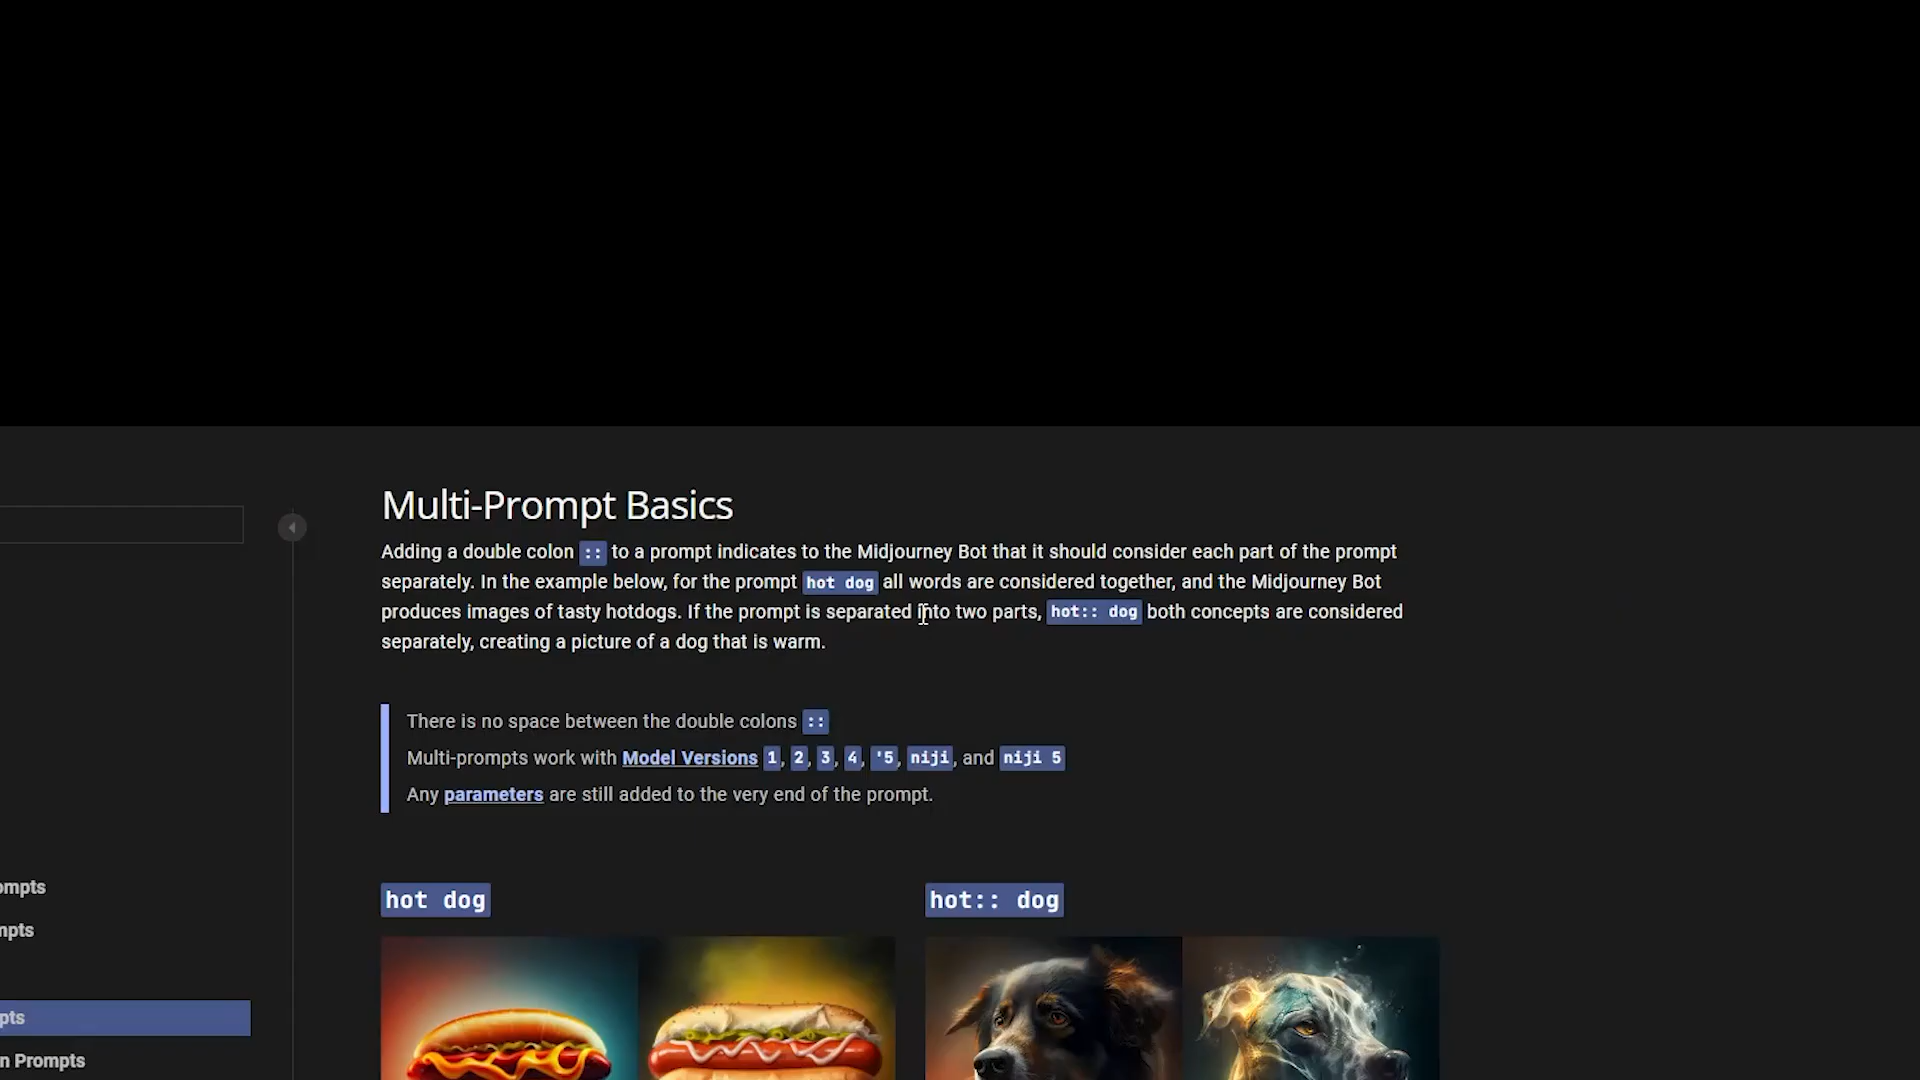 Multi-Prompt Basics
Adding a double colon :: to a prompt indicates to the Midjourney Bot that it should consider each part of the prompt
separately. In the example below, for the prompt hot dog all words are considered together, and the Midjourney Bot
produces images of tasty hotdogs. If the prompt is separated into two parts, hot:: dog both concepts are considered
separately, creating a picture of a dog that is warm.
There is no space between the double colons ::
Multi-prompts work with Model Versions 1, 2, 3, 4, '5, niji, and niji 5
Any parameters are still added to the very end of the prompt.
ompts
mpts
pts
n Prompts
hot dog
hot:: dog